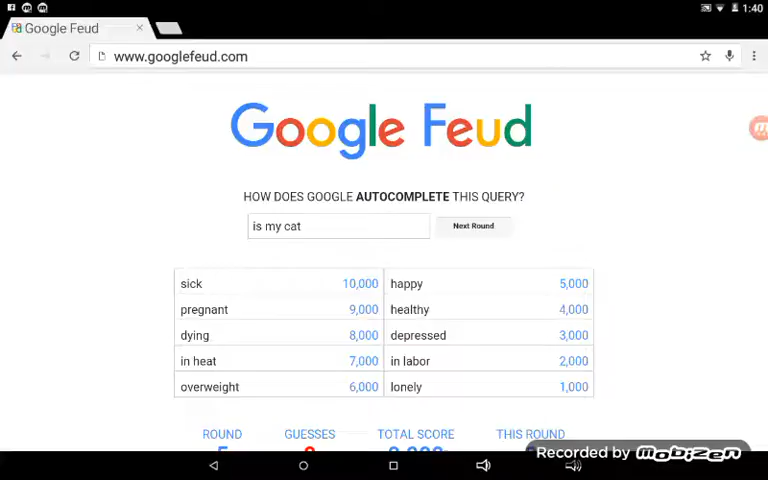 1:40
Google Feud
www.googlefeud.com
Google Feud
HOW DOES GOOGLE AUTOCOMPLETE THIS QUERY?
is my cat Next Round
sick 10,000 happy 5,000
pregnant 9,000 healthy 4,000
dying 8,000 depressed 3,000
in heat 7,000 in labor 2,000
overweight 6,000 lonely 1,000
ROUND GUESSES TOTAL SCORE THIS ROUND
Recorded by mobizen